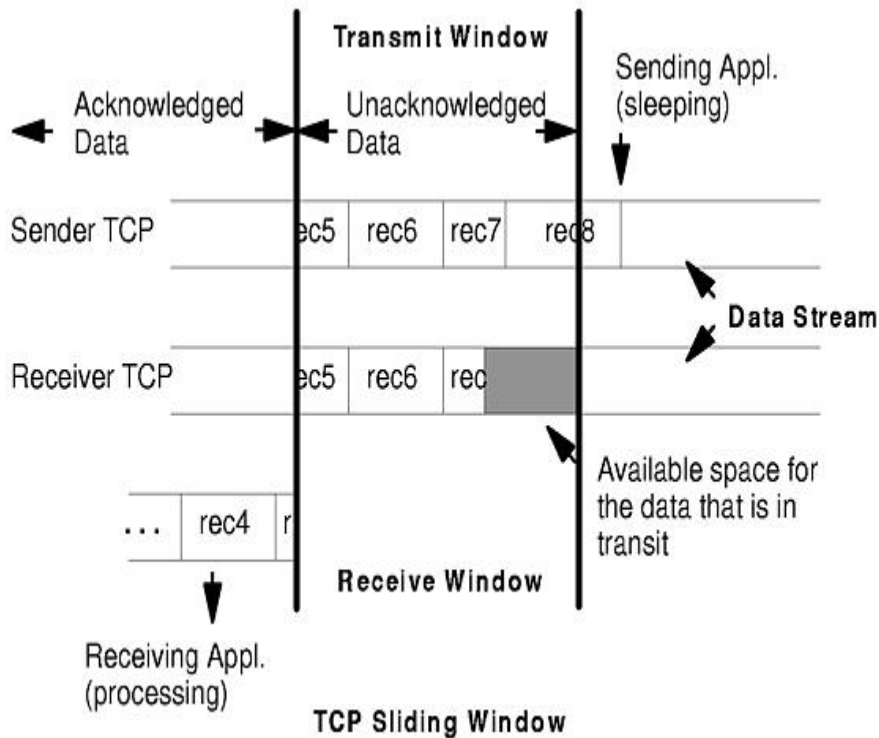 Transmit Window
Sending Appl.
(sleeping)
Acknowledged
Data
Unacknowledged
Data
Sender TCP
ec5
rec6
rec7
rec8
Data Stream
Receiver TCP
ec5
rec6
rec
Available space for
the data that is in
transit
...
rec4
r
Receive Window
Receiving Appl.
(processing)
TCP Sliding Window